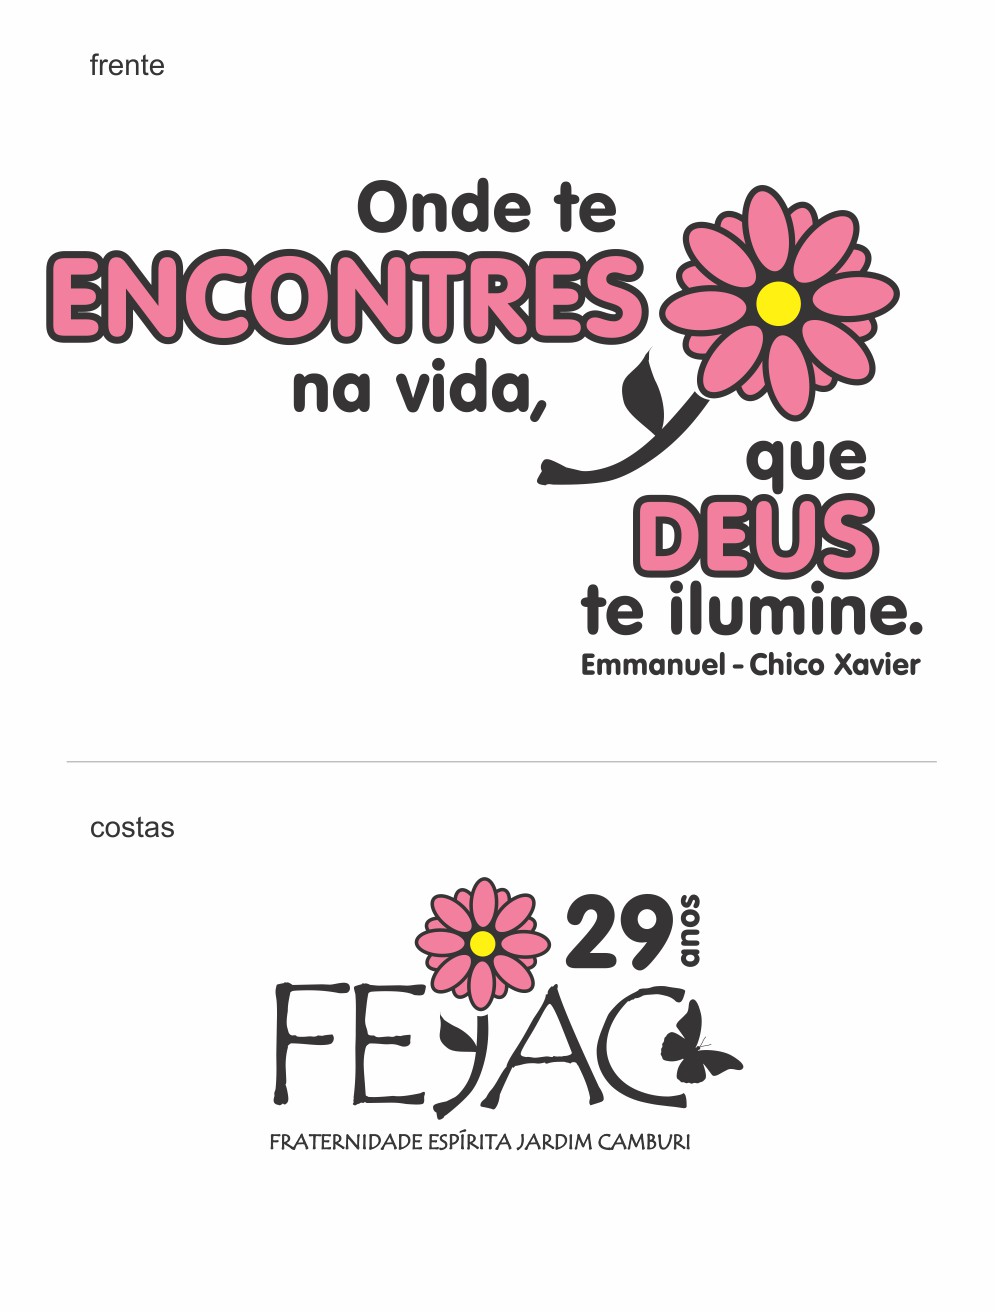 frente
Onde te
ENCONTRES
na vida,
que
DEUS
te ilumine.
Emmanuel - Chico Xavier
costas
29 anos
FEJAC
FRATERNIDADE ESPÍRITA JARDIM CAMBURI